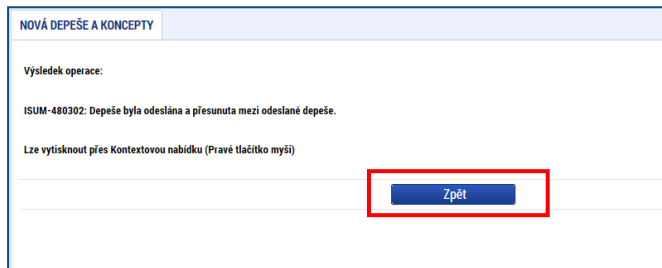 NOVÁ DEPEŠE A KONCEPTY
Výsledek operace:
ISUM-480302: Depeše byla odeslána a přesunuta mezi odeslané depeše.
Lze vytisknout přes Kontextovou nabídku (Pravé tlačítko myši)
Zpět